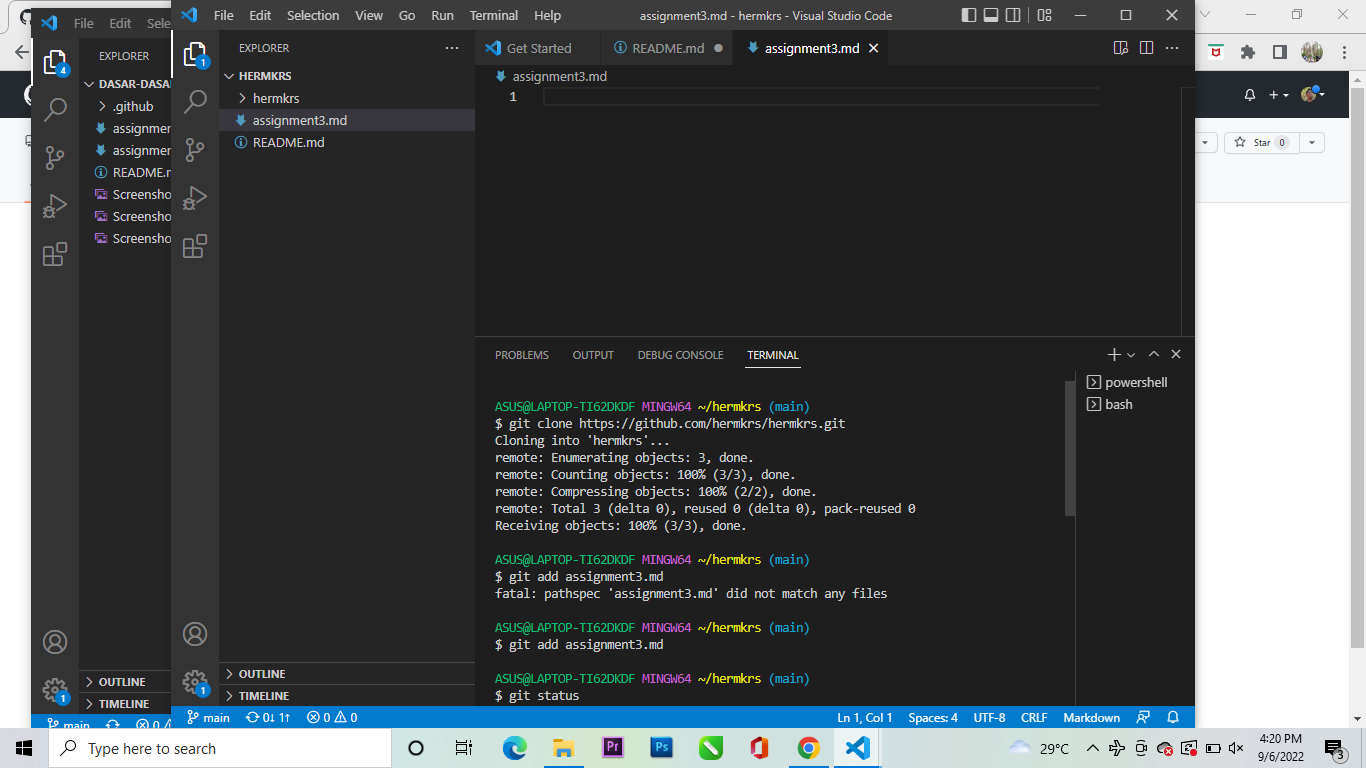 File Edit Sele
File Edit Selection View Go Run Terminal Help
assignment3.md - hermkrs - Visual Studio Code
EXPLORER
DASAR-DASA
.github
assignmen
assignmen
README.m
Screensho
Screensho
Screensho
OUTLINE
TIMELINE
main
4
1
EXPLORER
HERMKRS
hermkrs
assignment3.md
README.md
OUTLINE
TIMELINE
1
1
Get Started README.md assignment3.md
assignment3.md
1
PROBLEMS OUTPUT DEBUG CONSOLE TERMINAL
powershell
bash
ASUS@LAPTOP-TI62DKDF MINGW64 ~/hermkrs (main)
$ git clone https://github.com/hermkrs/hermkrs.git
Cloning into 'hermkrs'...
remote: Enumerating objects: 3, done.
remote: Counting objects: 100% (3/3), done.
remote: Compressing objects: 100% (2/2), done.
remote: Total 3 (delta 0), reused 0 (delta 0), pack-reused 0
Receiving objects: 100% (3/3), done.
ASUS@LAPTOP-TI62DKDF MINGW64 ~/hermkrs (main)
$ git add assignment3.md
fatal: pathspec 'assignment3.md' did not match any files
ASUS@LAPTOP-TI62DKDF MINGW64 ~/hermkrs (main)
$ git add assignment3.md
ASUS@LAPTOP-TI62DKDF MINGW64 ~/hermkrs (main)
$ git status
main 0↓ 1↑ 0 0 Ln 1, Col 1 Spaces: 4 UTF-8 CRLF Markdown
Star 0
Type here to search
Pr Ps
29°C
4:20 PM
9/6/2022
3